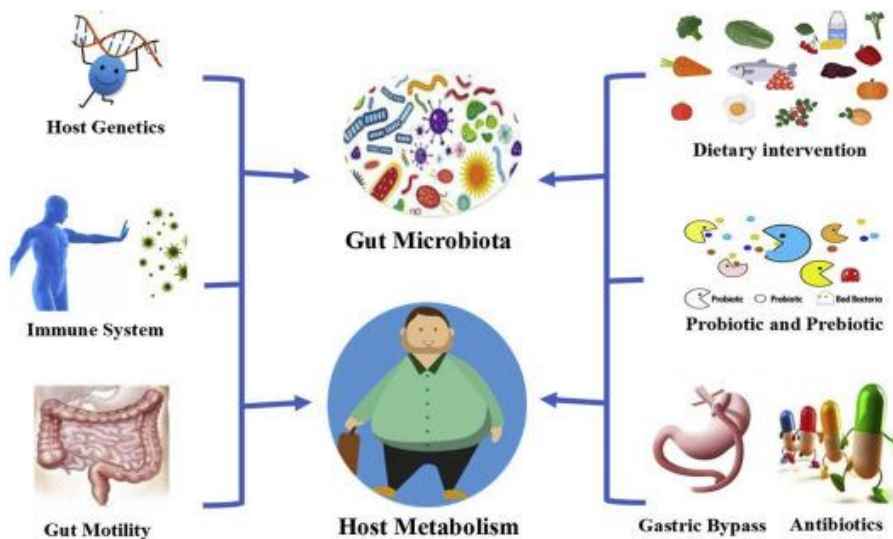 Host Genetics
Immune System
Gut Motility
Gut Microbiota
Host Metabolism
Dietary intervention
Probiotic
Prebiotic
Bad Bacteria
Probiotic and Prebiotic
Gastric Bypass
Antibiotics